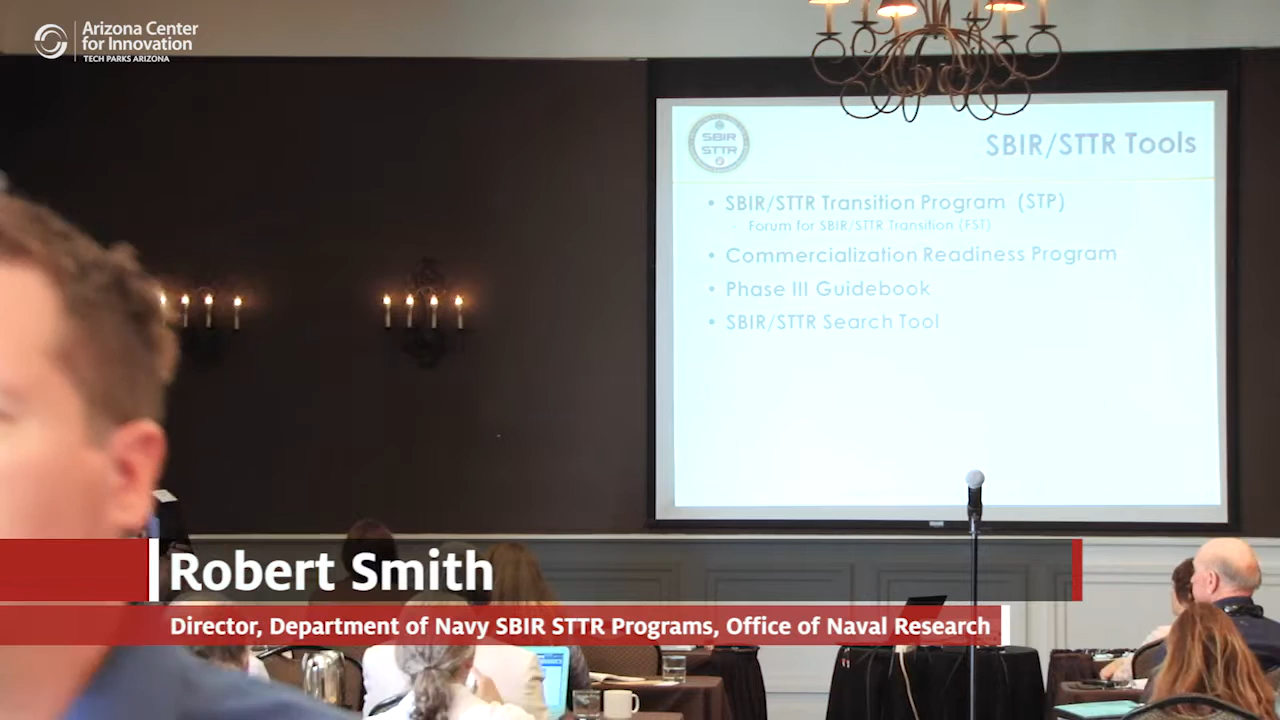 Arizona Center
for Innovation
TECH PARKS ARIZONA
SBIR
STTR
SBIR/STTR Tools
• SBIR/STTR Transition Program (STP)
- Forum for SBIR/STTR Transition (FST)
• Commercialization Readiness Program
• Phase III Guidebook
• SBIR/STTR Search Tool
Robert Smith
Director, Department of Navy SBIR STTR Programs, Office of Naval Research